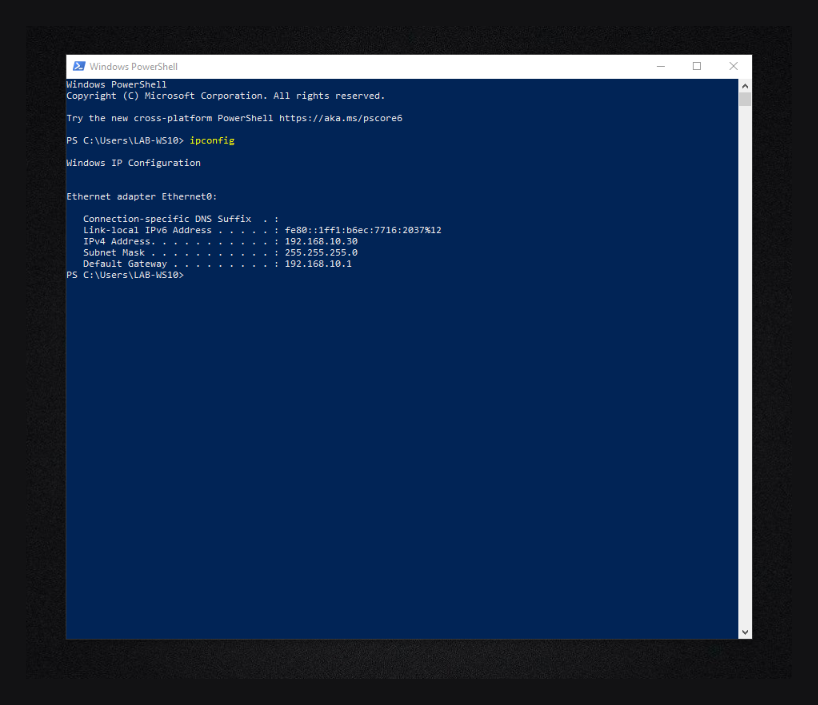 Windows PowerShell
Windows PowerShell
Copyright (C) Microsoft Corporation. All rights reserved.
Try the new cross-platform PowerShell https://aka.ms/pscore6
PS C:\Users\LAB-WS10> ipconfig
Windows IP Configuration
Ethernet adapter Ethernet0:
Connection-specific DNS Suffix  . :
Link-local IPv6 Address . . . . . : fe80::1ff1:b6ec:7716:2037%12
IPv4 Address. . . . . . . . . . . : 192.168.10.30
Subnet Mask . . . . . . . . . . . : 255.255.255.0
Default Gateway . . . . . . . . . : 192.168.10.1
PS C:\Users\LAB-WS10>